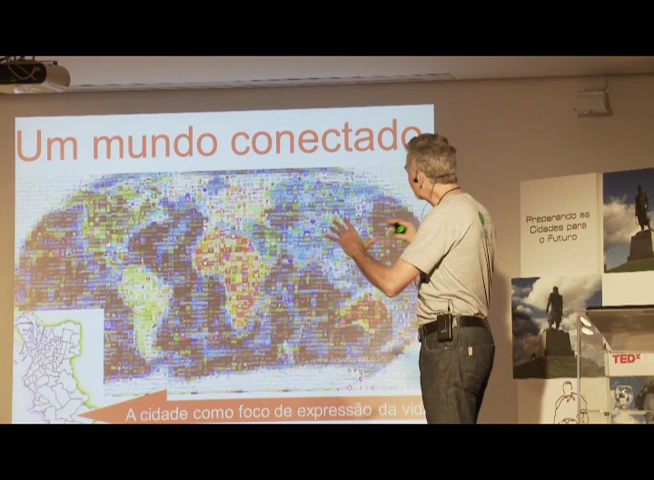 Um mundo conectado
A cidade como foco de expressão da vid
Preparando as
Cidades para
o Futuro
TEDx